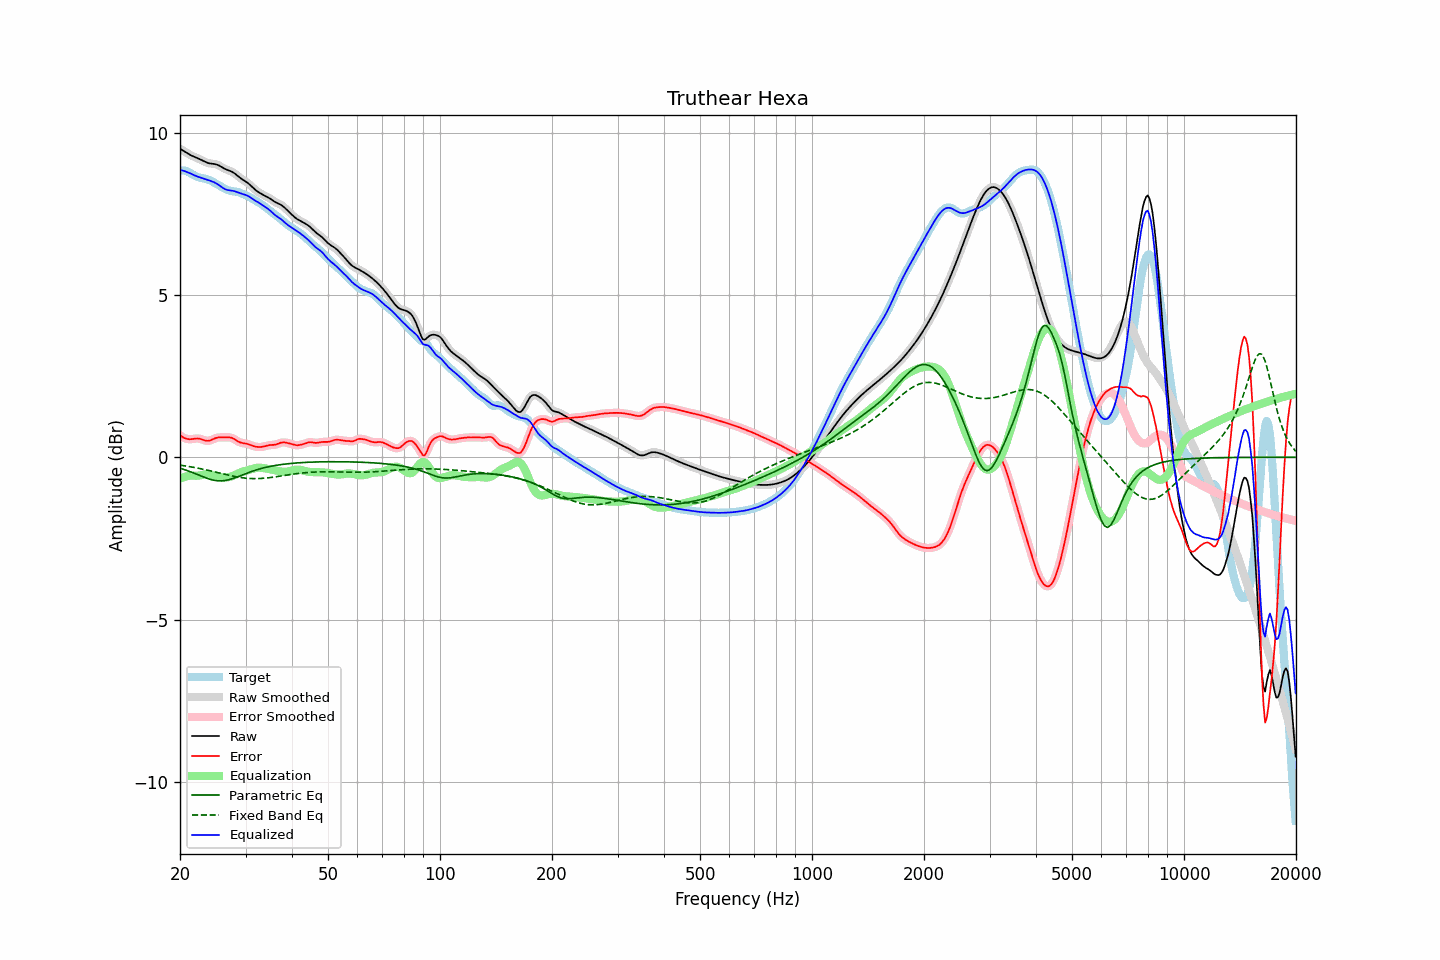 Truthear Hexa
Amplitude (dBr)
10
5
0
−5
−10
Target
Raw Smoothed
Error Smoothed
Raw
Error
Equalization
Parametric Eq
Fixed Band Eq
Equalized
20 50 100 200 500 1000 2000 5000 10000 20000
Frequency (Hz)